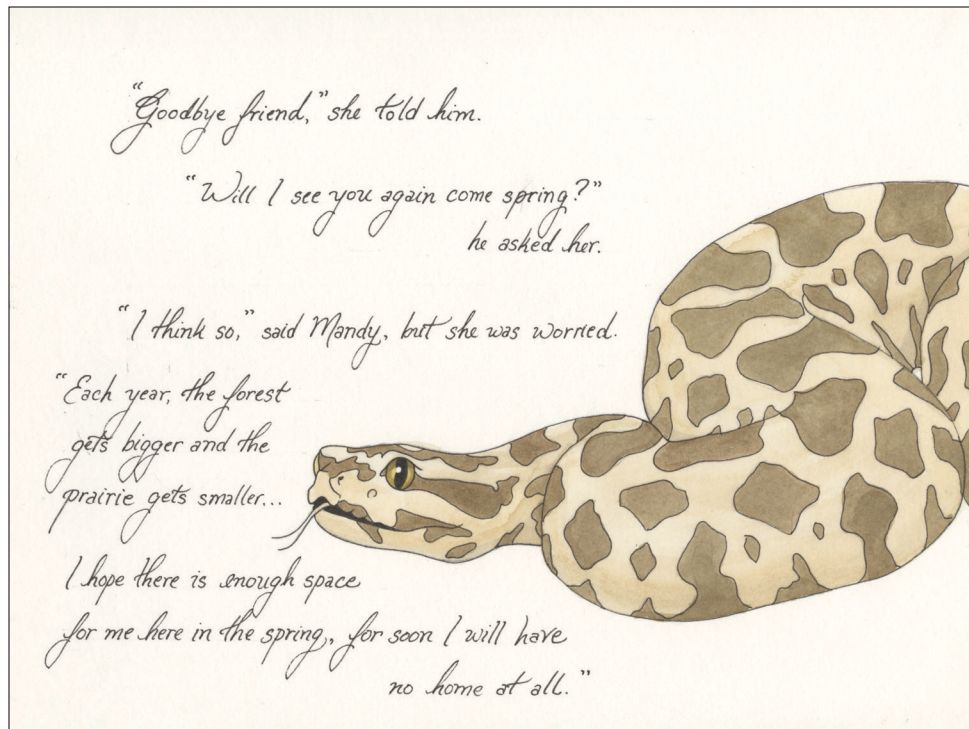 "Goodbye friend," she told him.
"Will I see you again come spring?"
he asked her.
"I think so," said Mandy, but she was worried.
"Each year, the forest
gets bigger and the
prairie gets smaller...
I hope there is enough space
for me here in the spring, for soon I will have
no home at all."